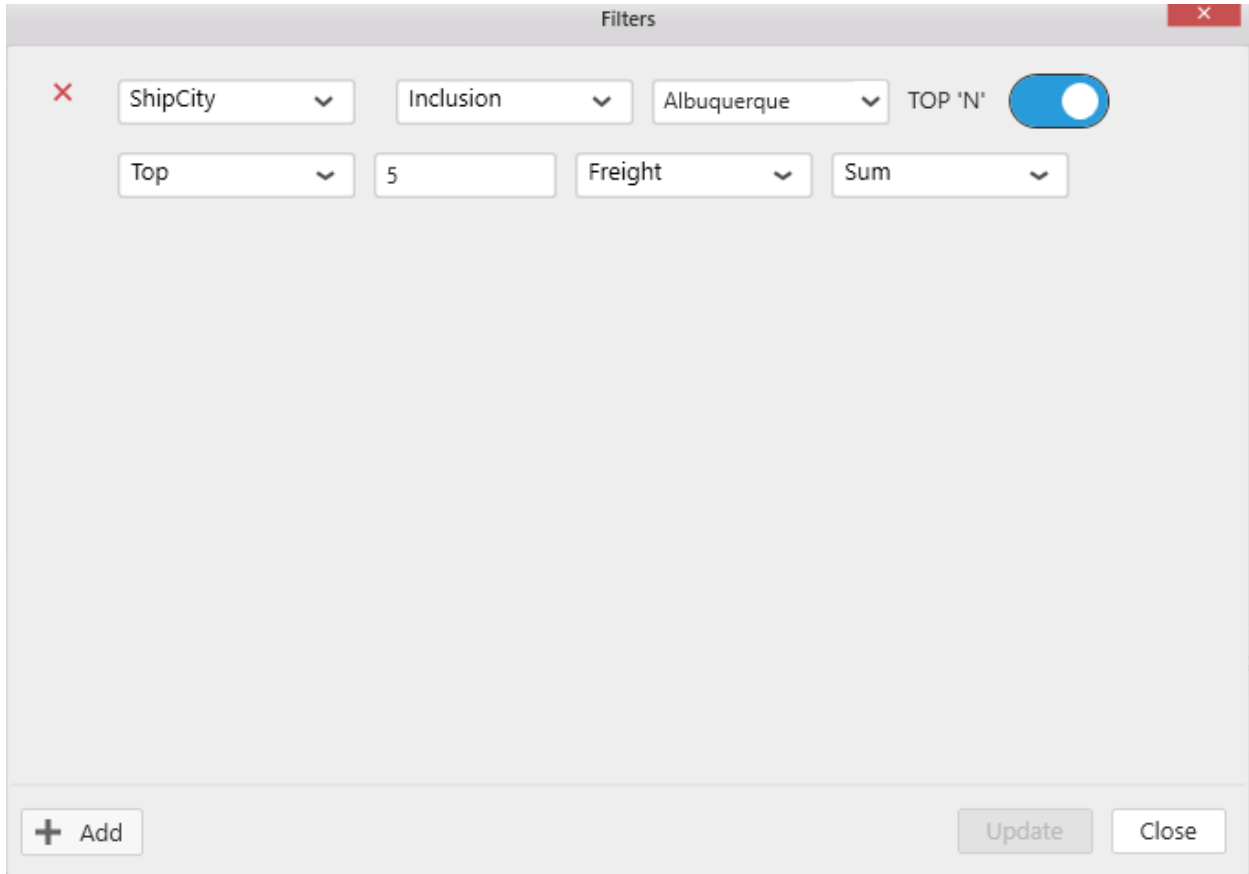 Filters
ShipCity Inclusion Albuquerque TOP 'N'
Top 5 Freight Sum
Add Update Close